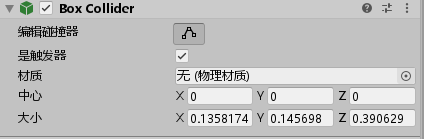 Box Collider
编辑碰撞器
是触发器
材质 无 (物理材质)
中心 X 0 Y 0 Z 0
大小 X 0.1358174 Y 0.145698 Z 0.390629